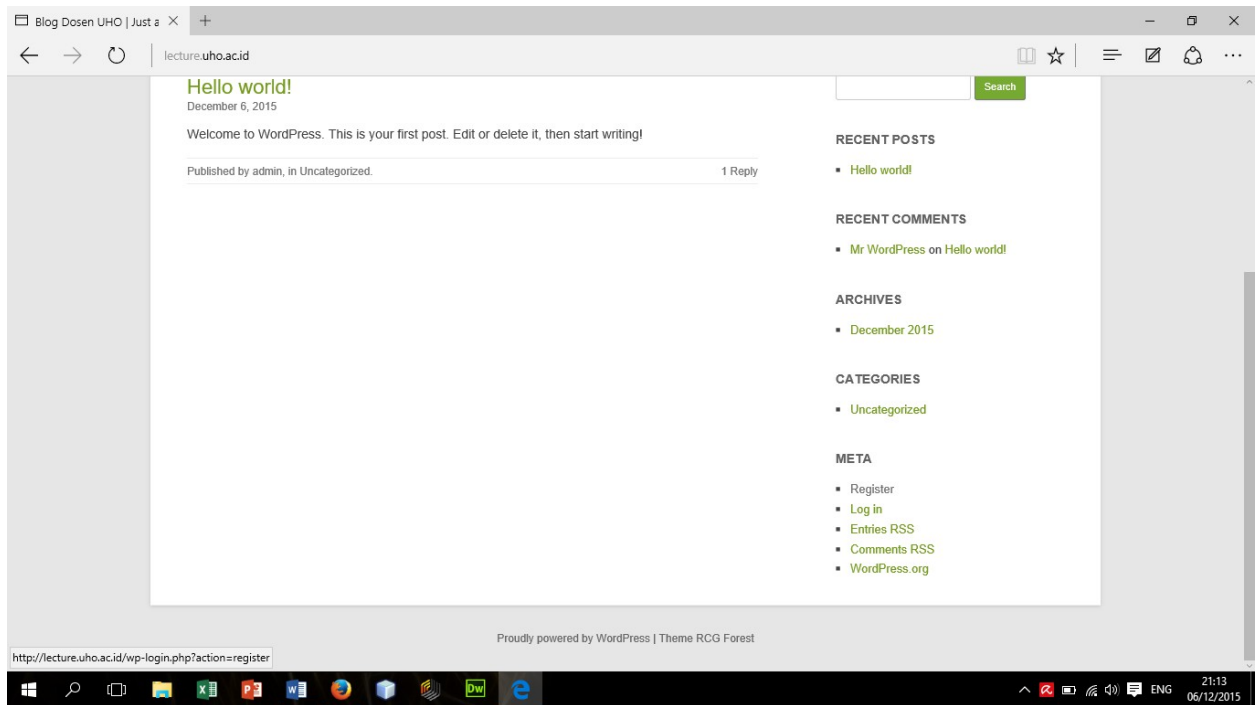 Blog Dosen UHO | Just a
lecture.uho.ac.id
Hello world!
December 6, 2015
Welcome to WordPress. This is your first post. Edit or delete it, then start writing!
Published by admin, in Uncategorized.
1 Reply
Search
RECENT POSTS
Hello world!
RECENT COMMENTS
Mr WordPress on Hello world!
ARCHIVES
December 2015
CATEGORIES
Uncategorized
META
Register
Log in
Entries RSS
Comments RSS
WordPress.org
Proudly powered by WordPress | Theme RCG Forest
http://lecture.uho.ac.id/wp-login.php?action=register
Dw
ENG
21:13
06/12/2015